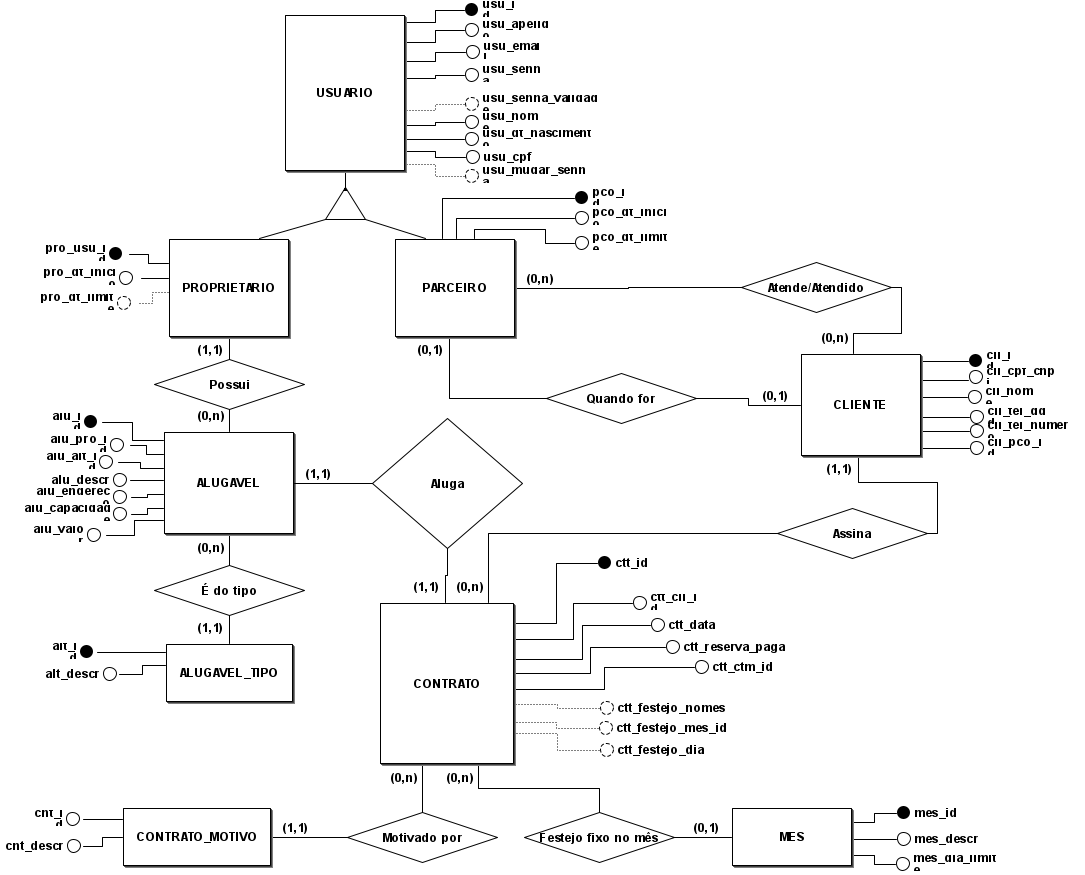 usu_id
usu_apelido
usu_email
usu_senha
USUARIO
usu_senha_validade
usu_nome
usu_dt_nascimento
usu_cpf
usu_mudar_senha
pco_id
pco_dt_inicio
pco_dt_limite
pro_usu_id
pro_dt_inicio
pro_dt_limite
PROPRIETARIO
PARCEIRO
(0,n)
Atende/Atendido
(1,1)
(0,1)
(0,n)
Possui
Quando for
(0,1)
CLIENTE
cli_id
cli_cpf_cnpj
cli_nome
cli_tel_ddd
cli_tel_numero
cli_pco_id
(0,n)
(1,1)
alu_id
alu_pro_id
alu_alt_id
alu_descr
alu_endereco
alu_capacidade
alu_valor
ALUGAVEL
(1,1)
Aluga
Assina
(0,n)
É do tipo
(1,1)
(1,1)
(0,n)
ctt_id
ctt_cli_id
ctt_data
ctt_reserva_paga
ctt_ctm_id
alt_id
alt_descr
ALUGAVEL_TIPO
CONTRATO
ctt_festejo_nomes
ctt_festejo_mes_id
ctt_festejo_dia
(0,n)
(0,n)
cnt_id
cnt_descr
CONTRATO_MOTIVO
(1,1)
Motivado por
Festejo fixo no mês
(0,1)
MES
mes_id
mes_descr
mes_dia_limite